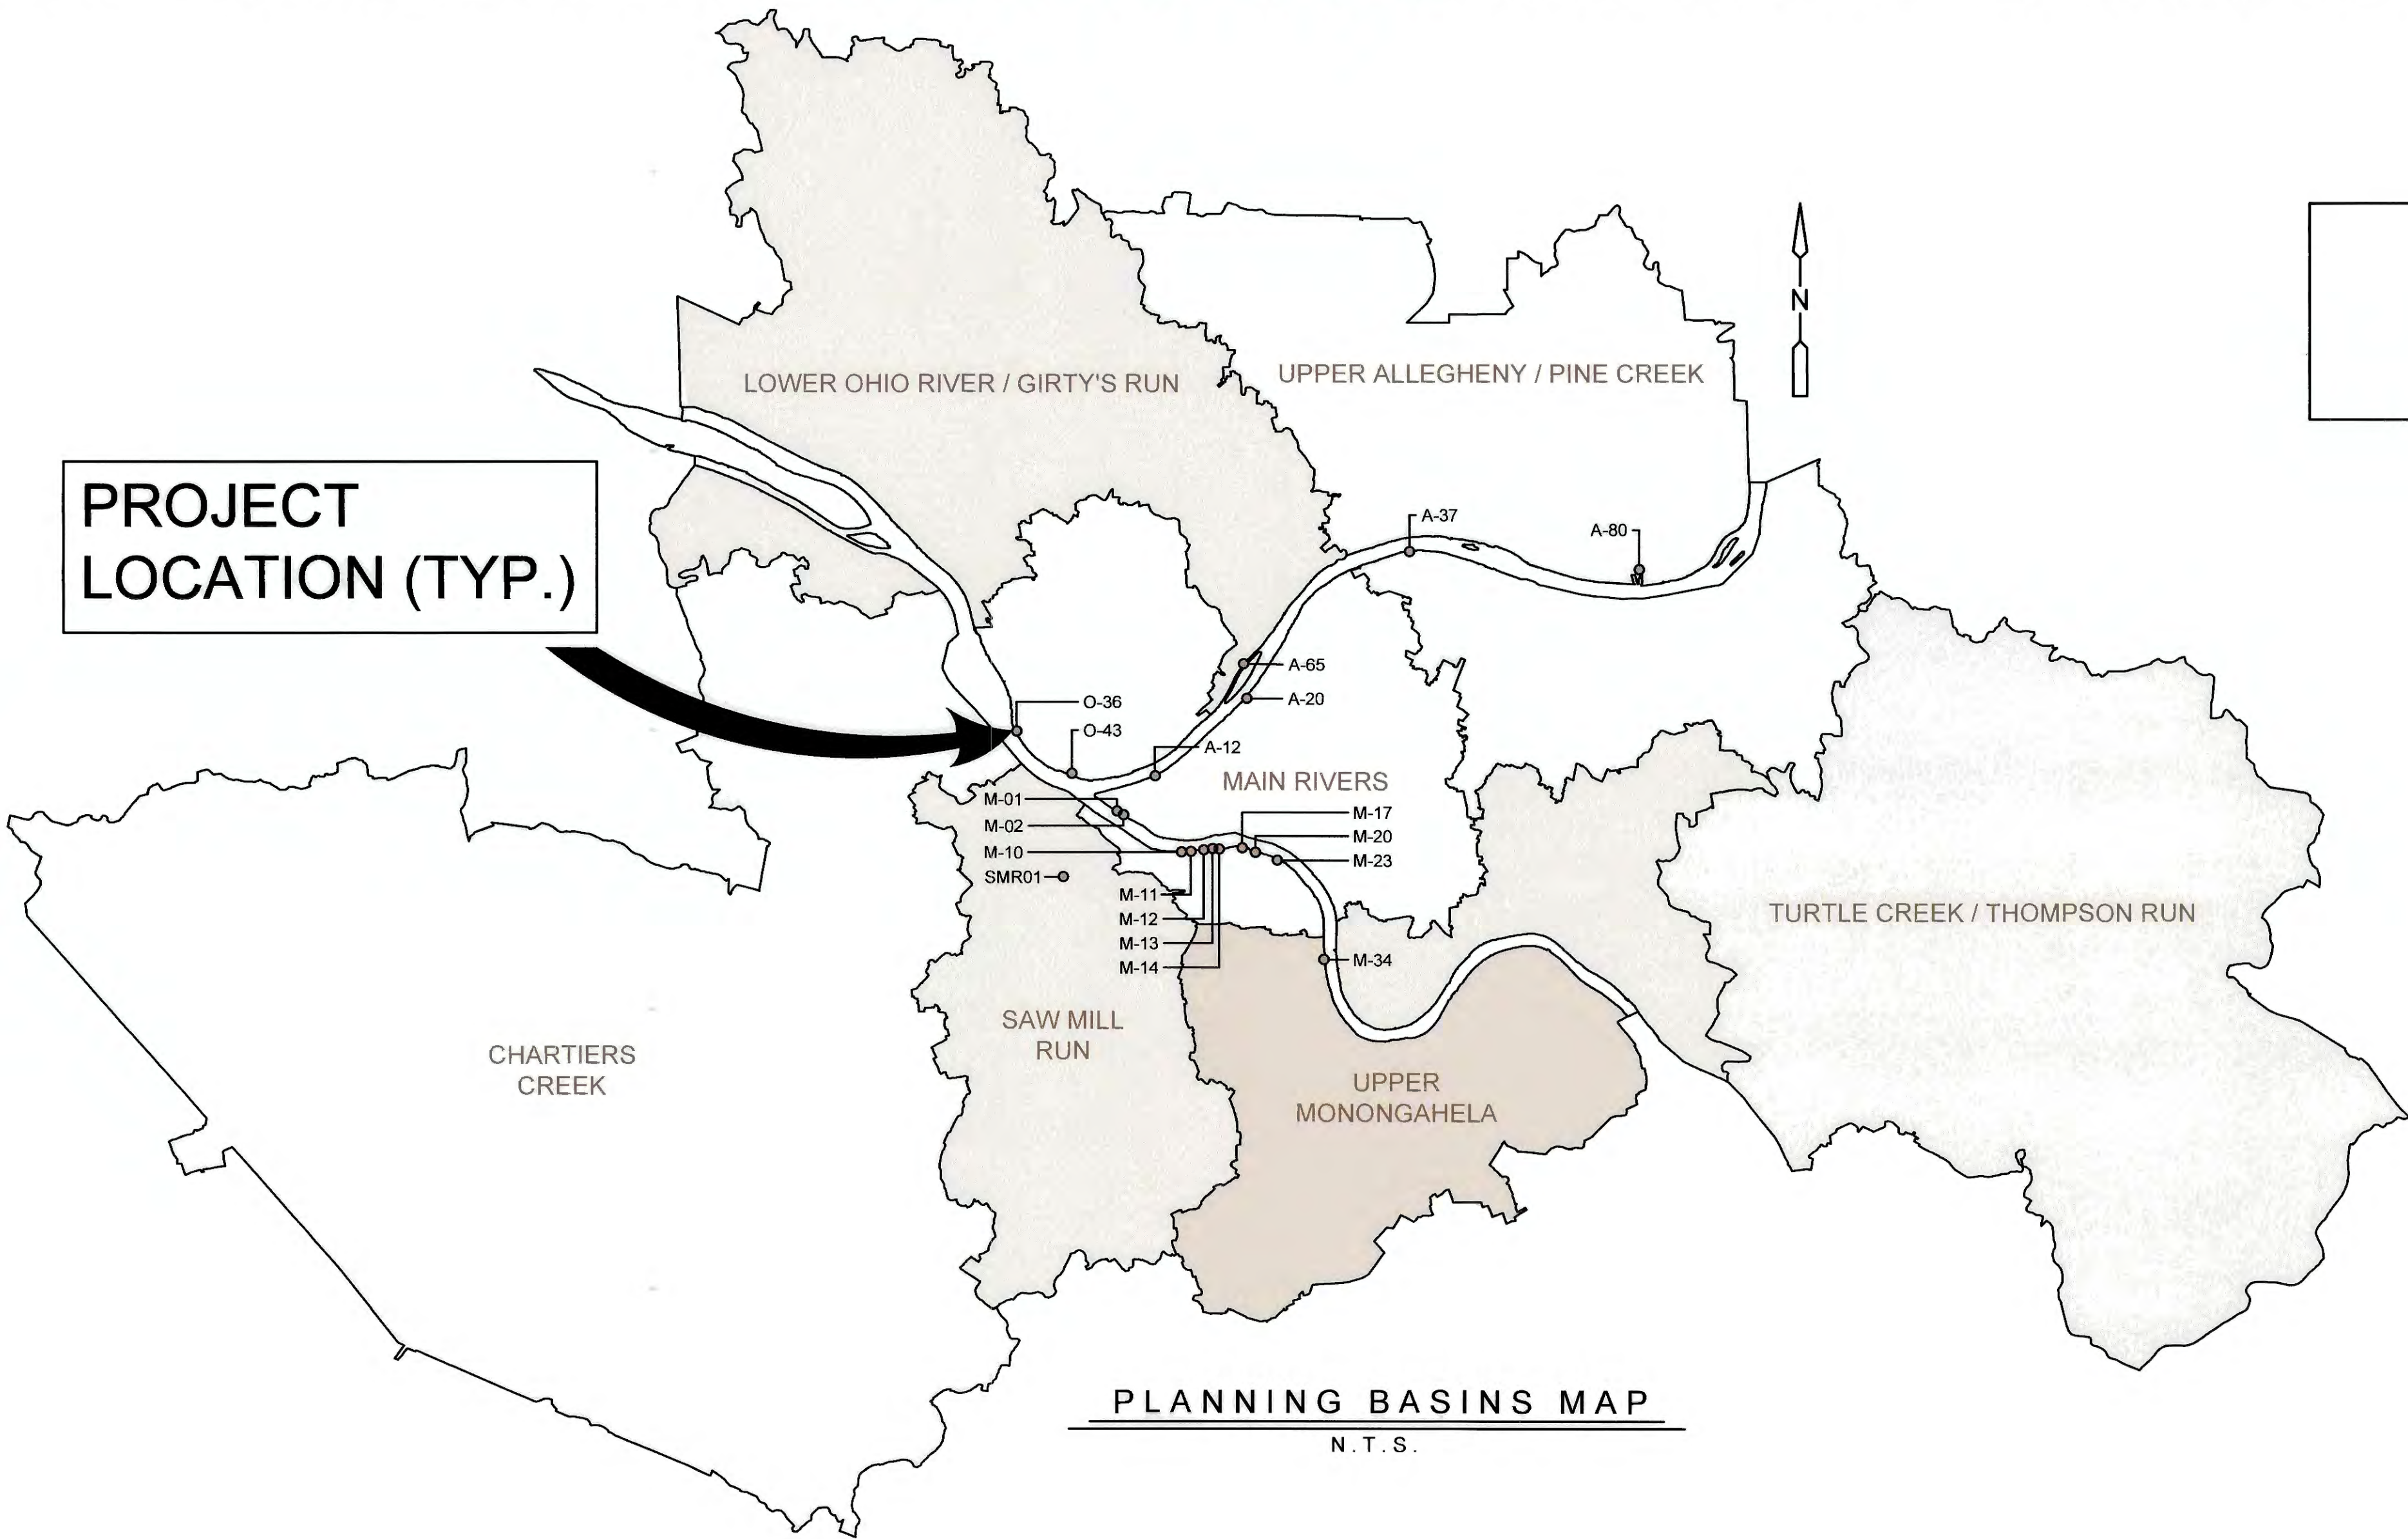 N
LOWER OHIO RIVER / GIRTY'S RUN
UPPER ALLEGHENY / PINE CREEK
PROJECT
LOCATION (TYP.)
A-37
A-80
A-65
A-20
O-36
O-43
A-12
MAIN RIVERS
M-01
M-02
M-10
SMR01
M-17
M-20
M-23
M-11
M-12
M-13
M-14
M-34
TURTLE CREEK / THOMPSON RUN
SAW MILL
RUN
CHARTIERS
CREEK
UPPER
MONONGAHELA
PLANNING BASINS MAP
N.T.S.